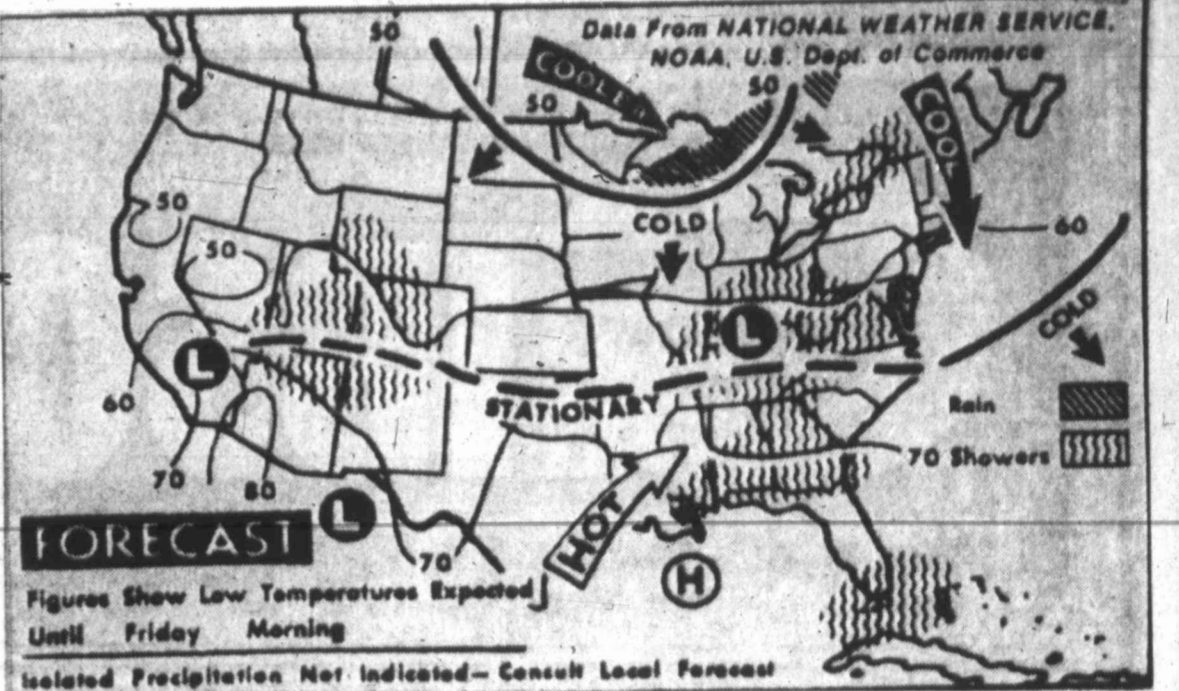 Data From NATIONAL WEATHER SERVICE,
NOAA, U.S. Dept. of Commerce
50
COOLER
50
50
COOL
50
50
COLD
60
COLD
L
L
60
STATIONARY
Rain
70
Showers
70
80
L
HOT
70
H
FORECAST
Figures Show Low Temperatures Expected
Until Friday Morning
Isolated Precipitation Not Indicated— Consult Local Forecast